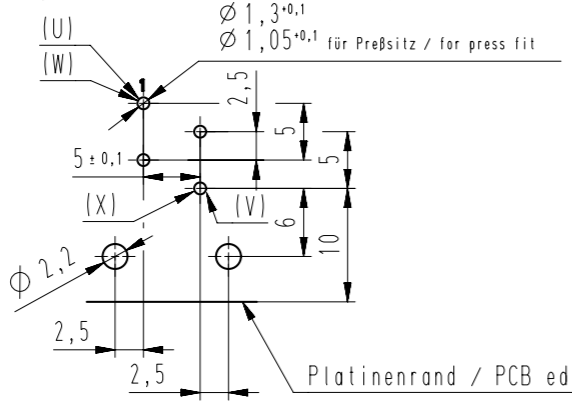 (U)
Ø 1,3+0,1
(W)
Ø 1,05+0,1 für Preßsitz / for press fit
1
2,5
5
5
5 ± 0,1
(X)
(V)
6
10
Ø 2,2
2,5
2,5
Platinenrand / PCB ed